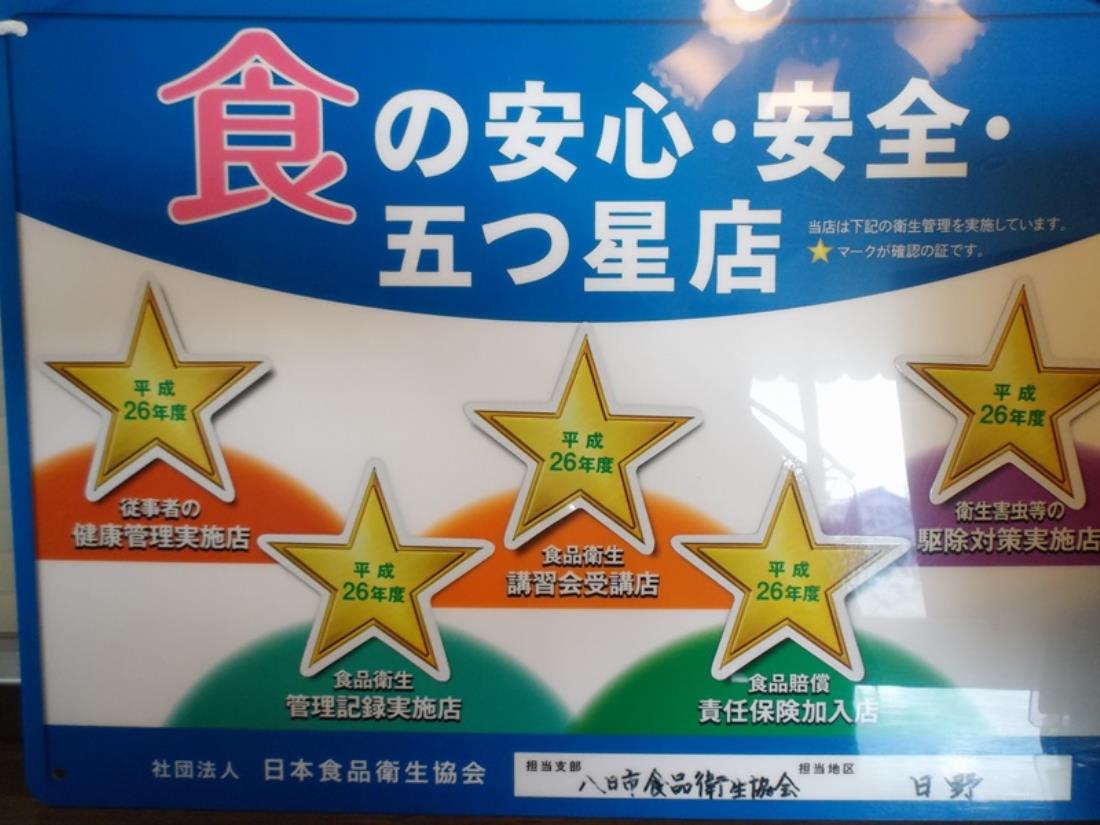 食の安心・安全・
五つ星店
当店は下記の衛生管理を実施しています。
マークが確認の証です。
平成
26年度
従事者の
健康管理実施店
平成
26年度
食品衛生
管理記録実施店
平成
26年度
食品衛生
講習会受講店
平成
26年度
食品賠償
責任保険加入店
平成
26年度
衛生害虫等の
駆除対策実施店
社団法人 日本食品衛生協会
担当支部 八日市食品衛生協会 担当地区 日野